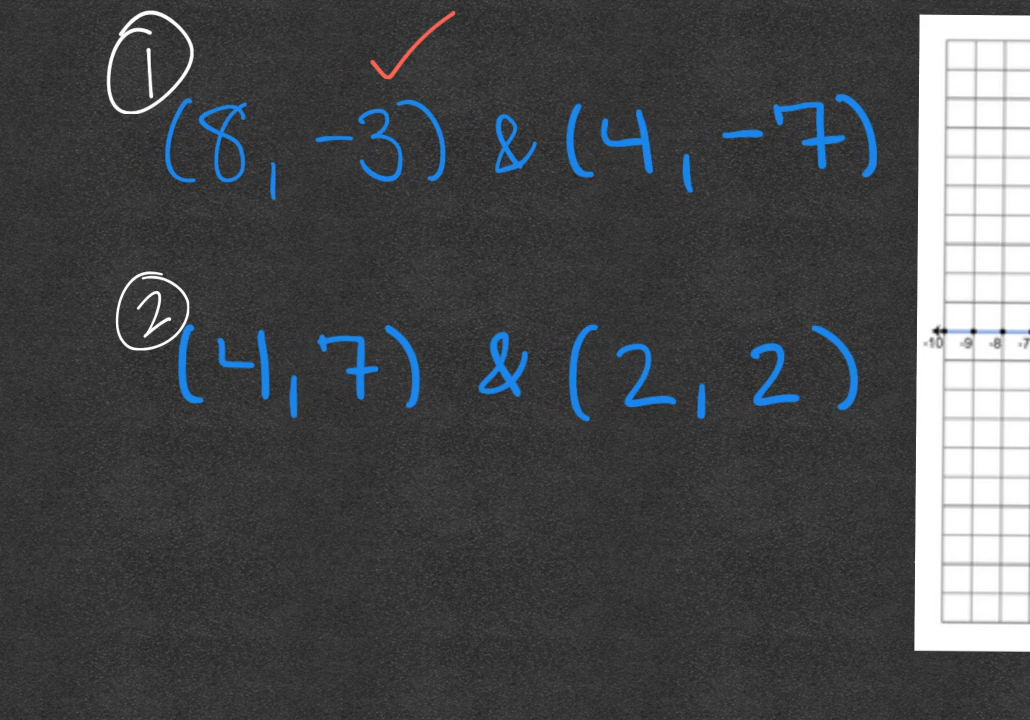 ①
(8, -3) & (4, -7)
②
(4, 7) & (2, 2)
-10 -9 -8 -7